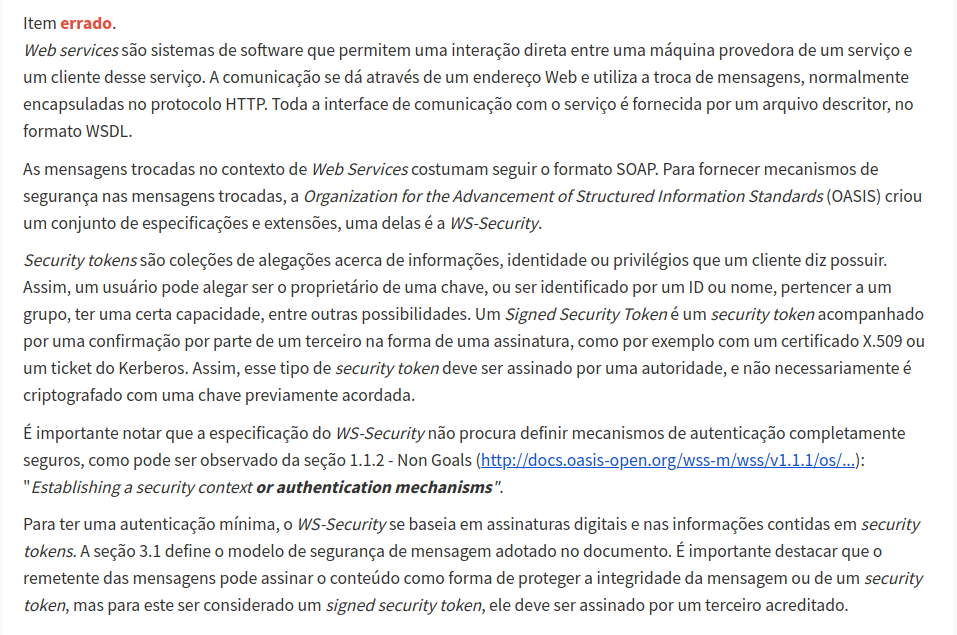 Item errado.
Web services são sistemas de software que permitem uma interação direta entre uma máquina provedora de um serviço e
um cliente desse serviço. A comunicação se dá através de um endereço Web e utiliza a troca de mensagens, normalmente
encapsuladas no protocolo HTTP. Toda a interface de comunicação com o serviço é fornecida por um arquivo descritor, no
formato WSDL.
As mensagens trocadas no contexto de Web Services costumam seguir o formato SOAP. Para fornecer mecanismos de
segurança nas mensagens trocadas, a Organization for the Advancement of Structured Information Standards (OASIS) criou
um conjunto de especificações e extensões, uma delas é a WS-Security.
Security tokens são coleções de alegações acerca de informações, identidade ou privilégios que um cliente diz possuir.
Assim, um usuário pode alegar ser o proprietário de uma chave, ou ser identificado por um ID ou nome, pertencer a um
grupo, ter uma certa capacidade, entre outras possibilidades. Um Signed Security Token é um security token acompanhado
por uma confirmação por parte de um terceiro na forma de uma assinatura, como por exemplo com um certificado X.509 ou
um ticket do Kerberos. Assim, esse tipo de security token deve ser assinado por uma autoridade, e não necessariamente é
criptografado com uma chave previamente acordada.
É importante notar que a especificação do WS-Security não procura definir mecanismos de autenticação completamente
seguros, como pode ser observado da seção 1.1.2 - Non Goals (http://docs.oasis-open.org/wss-m/wss/v1.1.1/os/...):
"Establishing a security context or authentication mechanisms".
Para ter uma autenticação mínima, o WS-Security se baseia em assinaturas digitais e nas informações contidas em security
tokens. A seção 3.1 define o modelo de segurança de mensagem adotado no documento. É importante destacar que o
remetente das mensagens pode assinar o conteúdo como forma de proteger a integridade da mensagem ou de um security
token, mas para este ser considerado um signed security token, ele deve ser assinado por um terceiro acreditado.